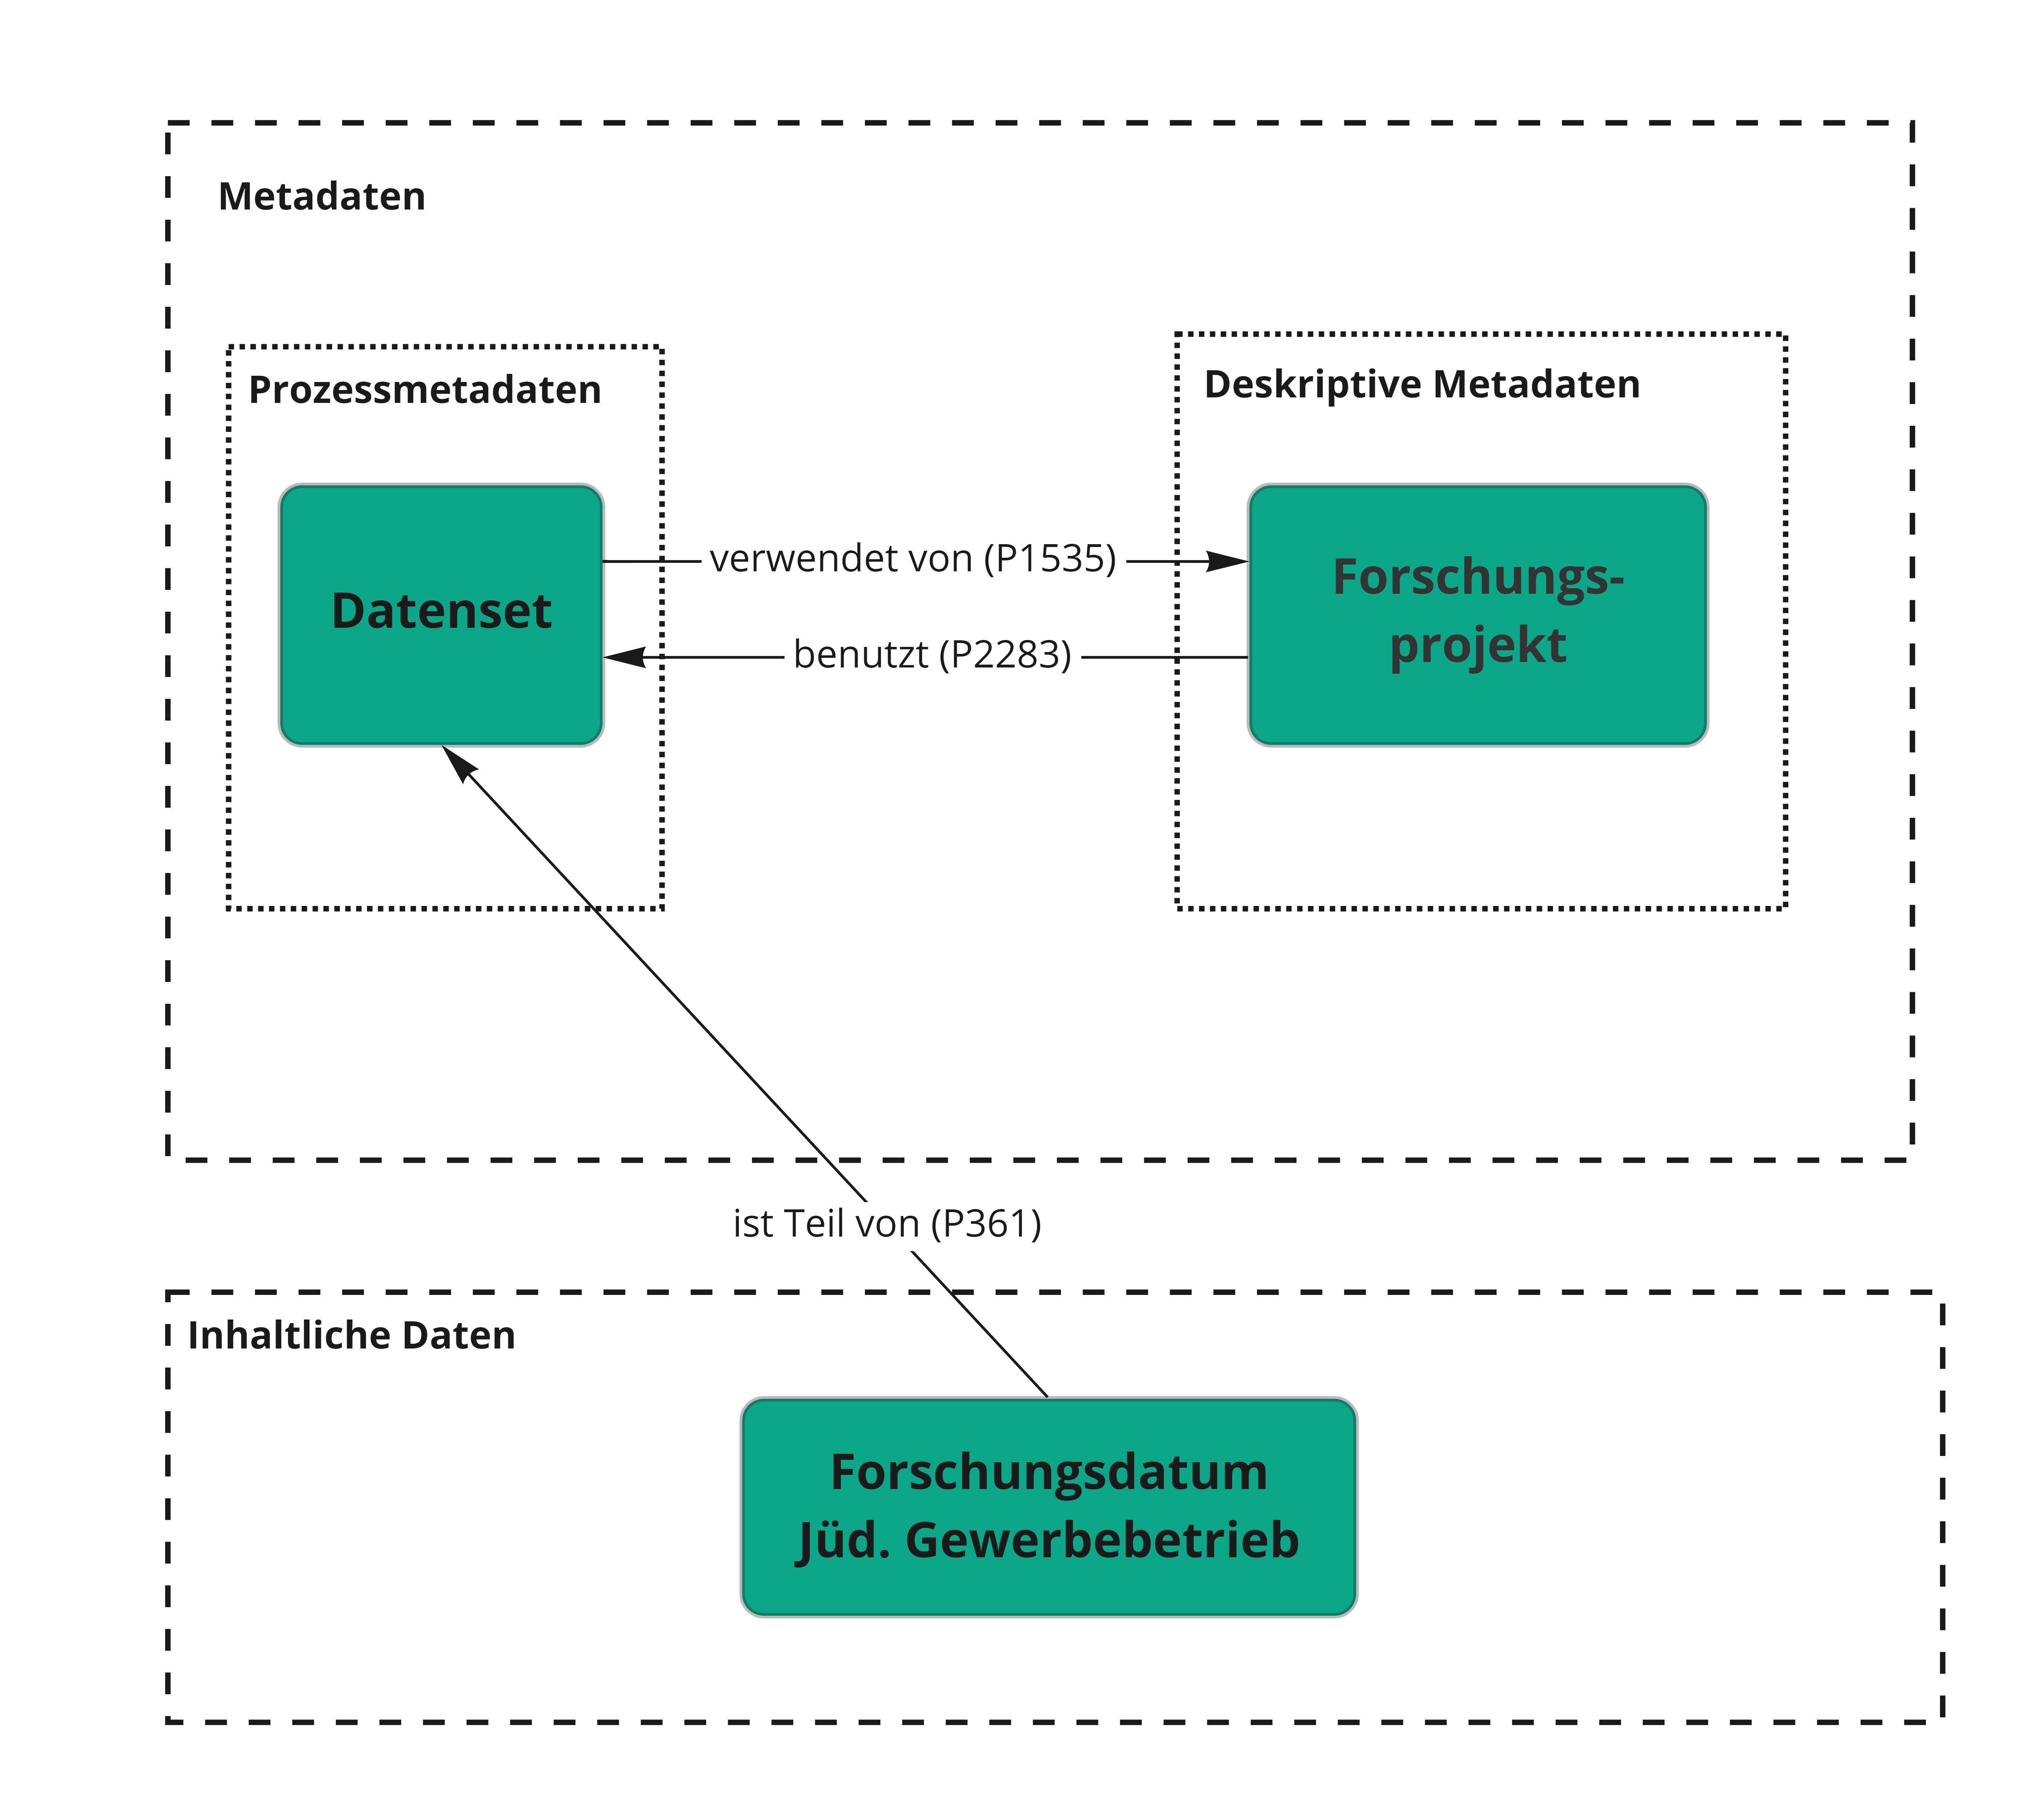 Metadaten
Prozessmetadaten
Deskriptive Metadaten
Datenset
verwendet von (P1535)
benutzt (P2283)
Forschungs-
projekt
ist Teil von (P361)
Inhaltliche Daten
Forschungsdatum
Jüd. Gewerbebetrieb